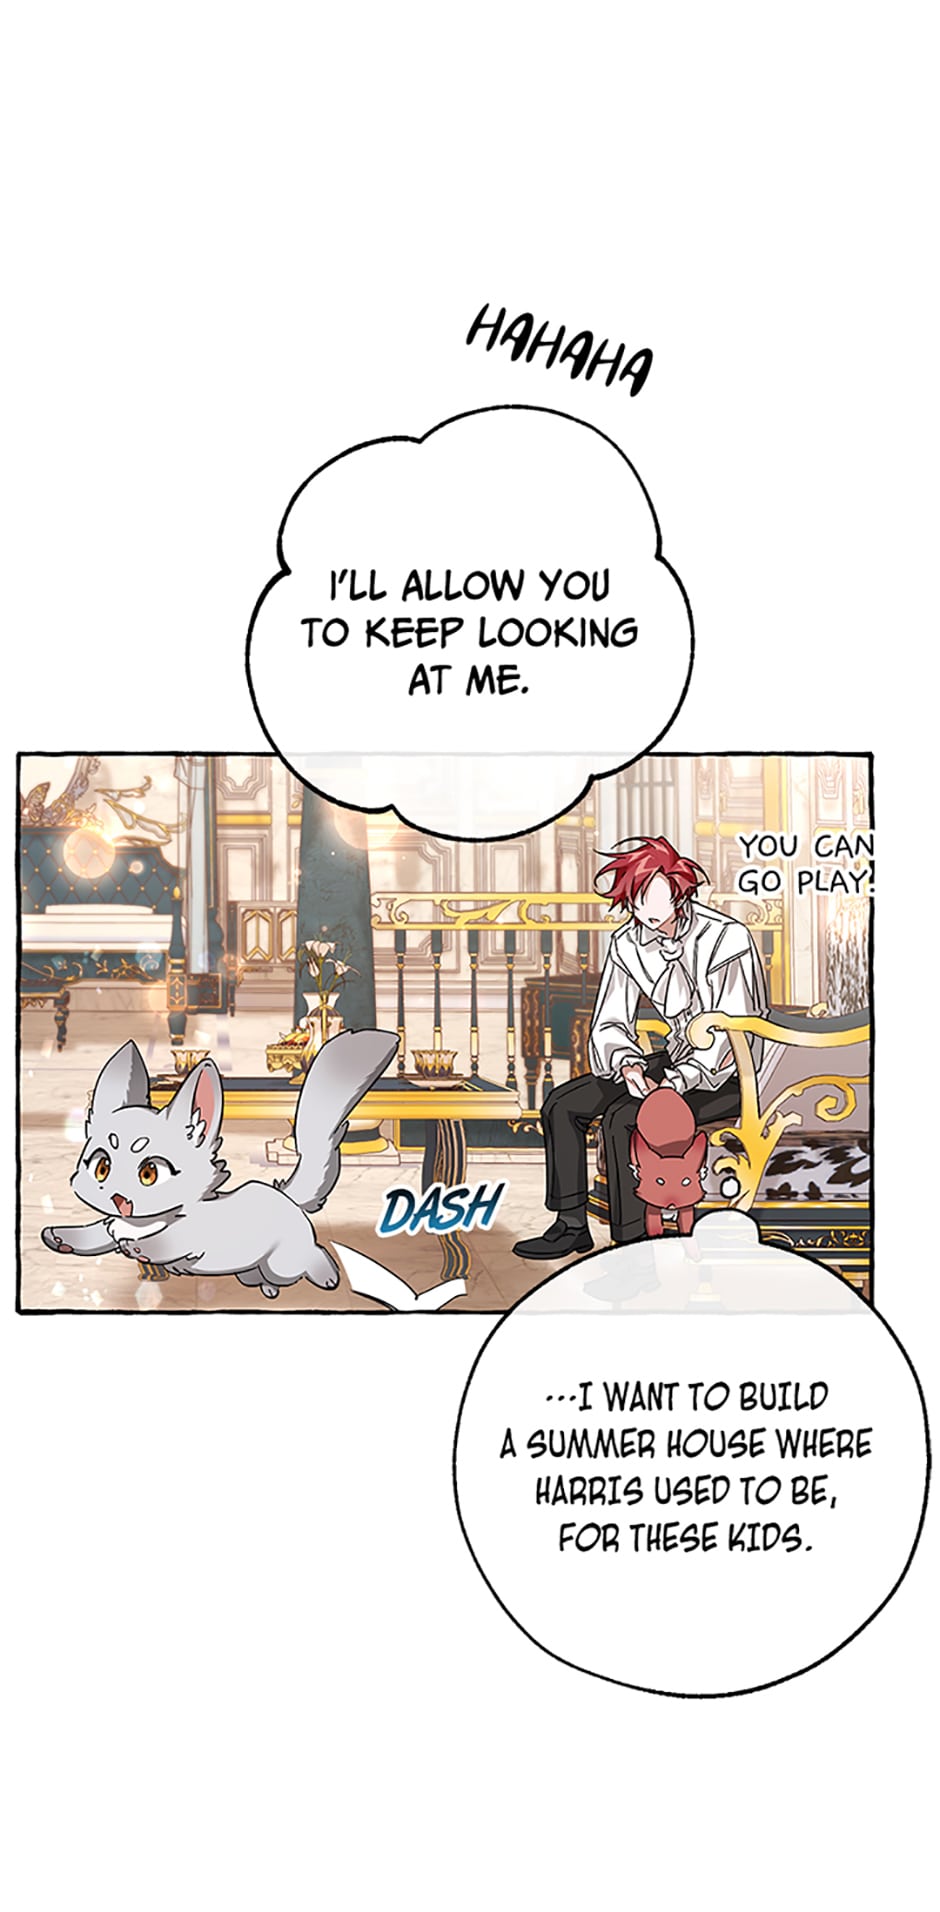 HAHAHA
I'LL ALLOW YOU
TO KEEP LOOKING
AT ME.
YOU CAN
GO PLAY.
DASH
...I WANT TO BUILD
A SUMMER HOUSE WHERE
HARRIS USED TO BE,
FOR THESE KIDS.